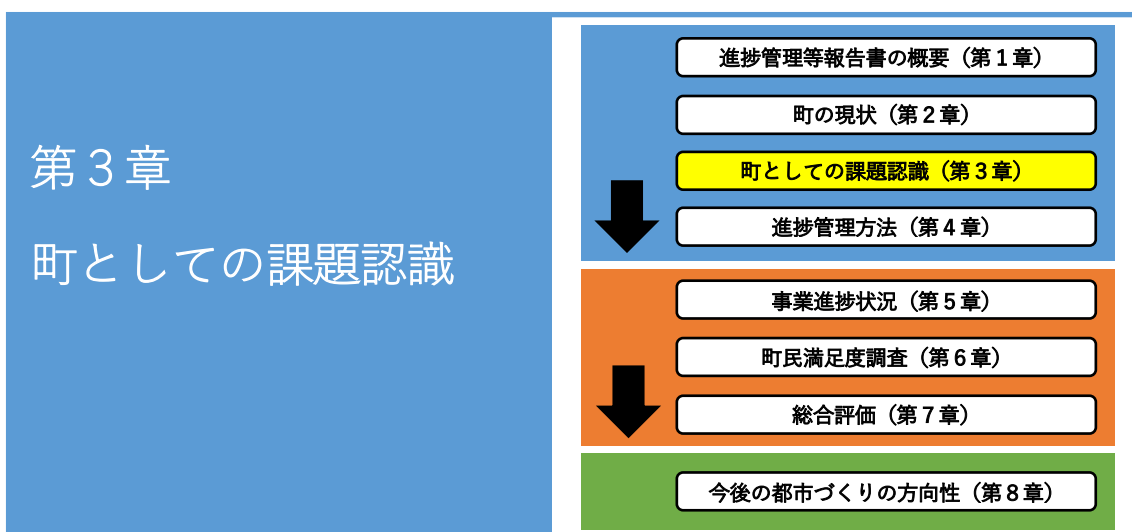 第３章
町としての課題認識
進捗管理等報告書の概要（第１章）
町の現状（第２章）
町としての課題認識（第３章）
進捗管理方法（第４章）
事業進捗状況（第５章）
町民満足度調査（第６章）
総合評価（第７章）
今後の都市づくりの方向性（第８章）